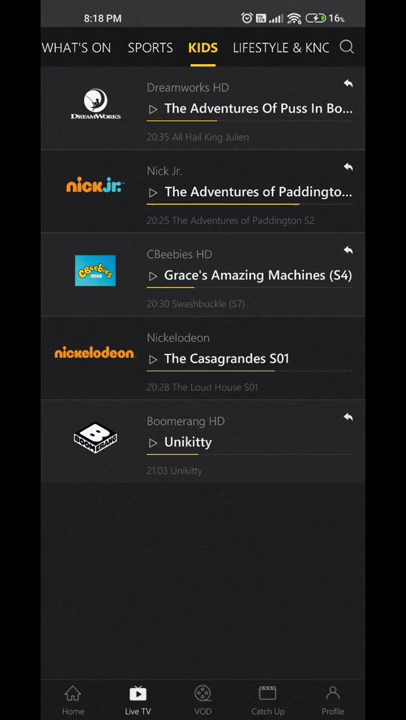 8:18 PM
16%
WHAT'S ON
SPORTS
KIDS
LIFESTYLE & KNC
DREAMWORKS
Dreamworks HD
The Adventures Of Puss In Bo...
20:35 All Hail King Julien
nick jr.
Nick Jr.
The Adventures of Paddingto...
20:25 The Adventures of Paddington S2
CBeebies
CBeebies HD
Grace's Amazing Machines (S4)
20:30 Swashbuckle (S7)
nickelodeon
Nickelodeon
The Casagrandes S01
20:28 The Loud House S01
B
BOOMERANG
Boomerang HD
Unikitty
21:03 Unikitty
Home
Live TV
VOD
Catch Up
Profile